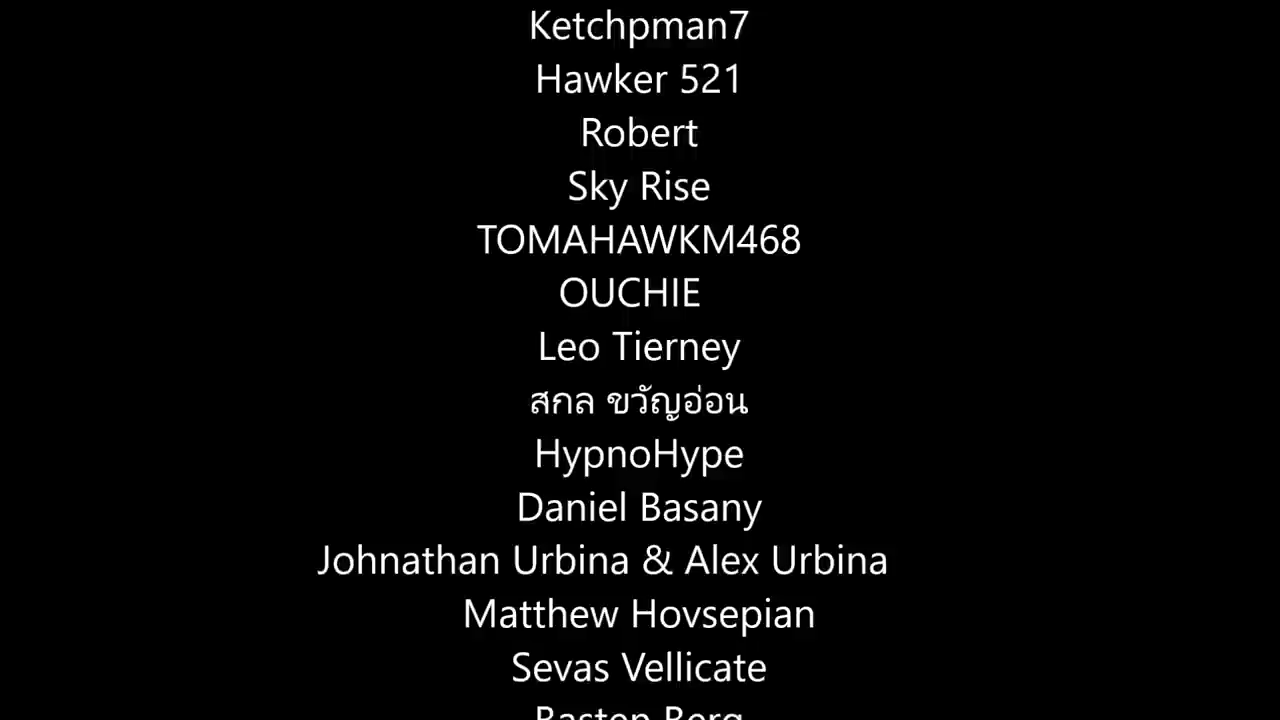 Ketchpman7
Hawker 521
Robert
Sky Rise
TOMAHAWKM468
OUCHIE
Leo Tierney
สกล ขวัญอ่อน
HypnoHype
Daniel Basany
Johnathan Urbina & Alex Urbina
Matthew Hovsepian
Sevas Vellicate